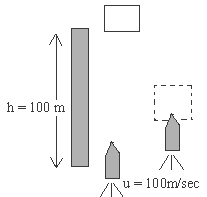 h = 100 m
u = 100m/sec